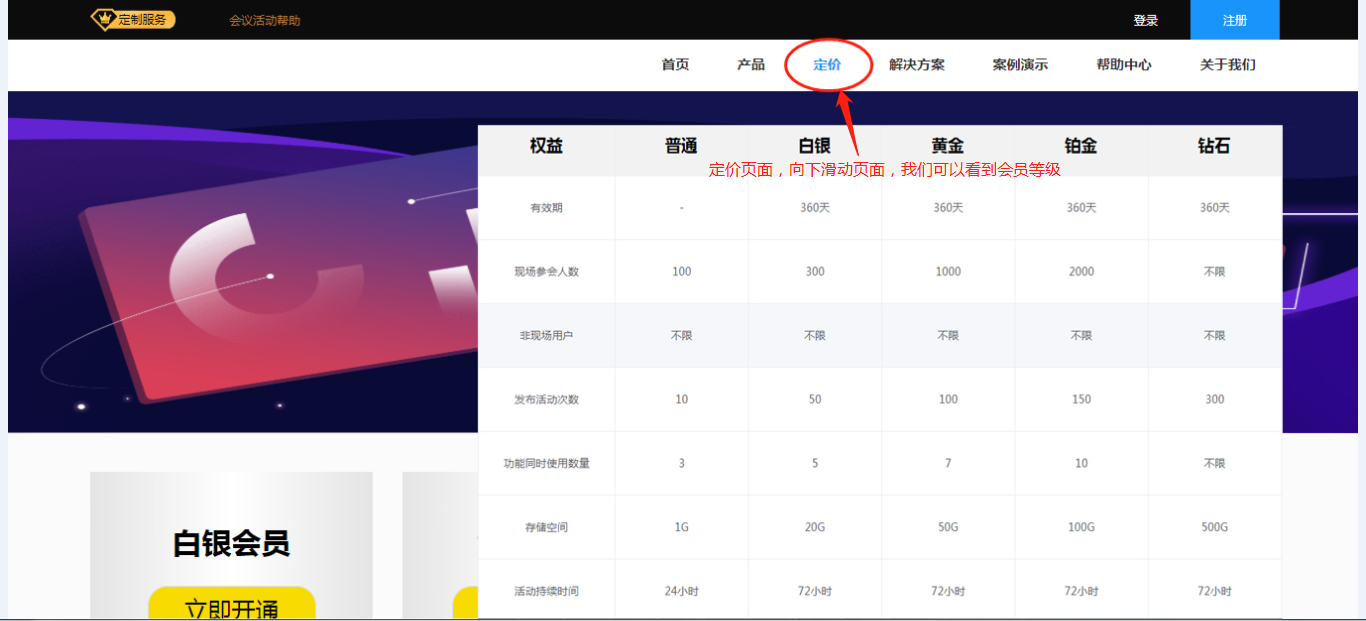 定制服务 会议活动帮助 登录 注册
首页 产品 定价 解决方案 案例演示 帮助中心 关于我们
权益 普通 白银 黄金 铂金 钻石
定价页面，向下滑动页面，我们可以看到会员等级
有效期 - 360天 360天 360天 360天
现场参会人数 100 300 1000 2000 不限
非现场用户 不限 不限 不限 不限 不限
发布活动次数 10 50 100 150 300
功能同时使用数量 3 5 7 10 不限
存储空间 1G 20G 50G 100G 500G
活动持续时间 24小时 72小时 72小时 72小时 72小时
白银会员
立即开通